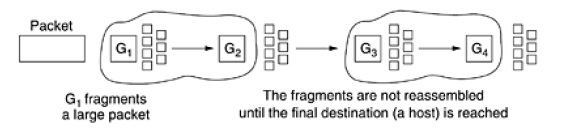 Packet
G1
G2
G3
G4
G1 fragments
a large packet
The fragments are not reassembled
until the final destination (a host) is reached